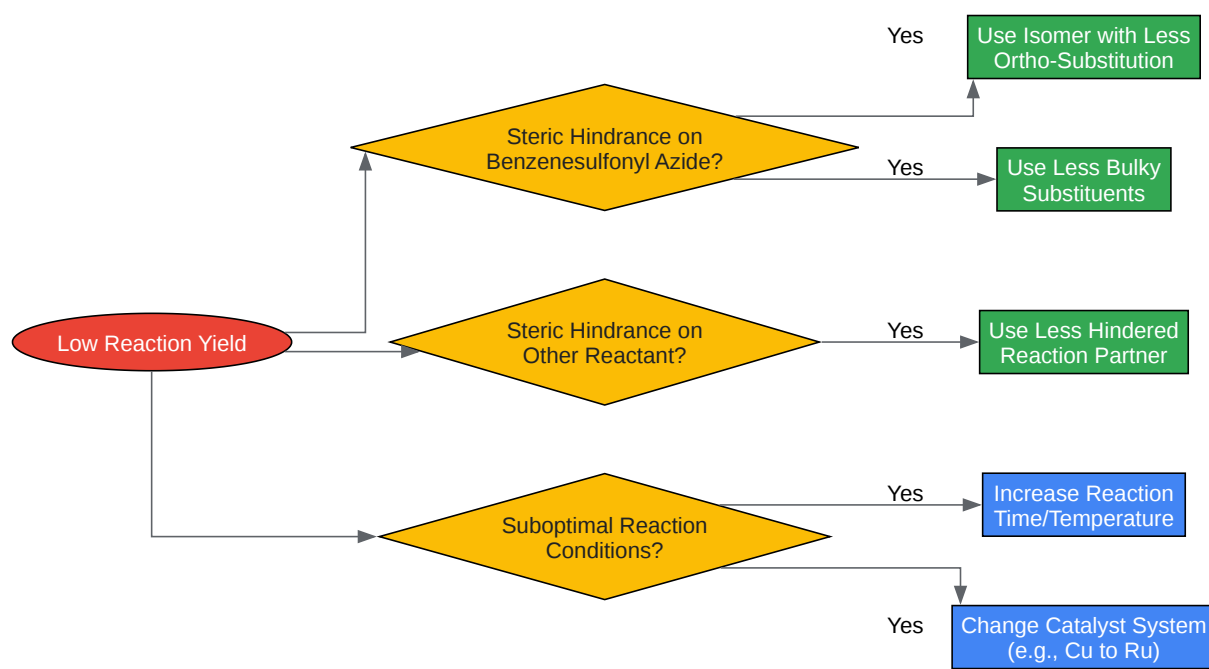 Yes
Use Isomer with Less
Ortho-Substitution
Steric Hindrance on
Benzenesulfonyl Azide?
Yes
Use Less Bulky
Substituents
Low Reaction Yield
Steric Hindrance on
Other Reactant?
Yes
Use Less Hindered
Reaction Partner
Suboptimal Reaction
Conditions?
Yes
Increase Reaction
Time/Temperature
Yes
Change Catalyst System
(e.g., Cu to Ru)